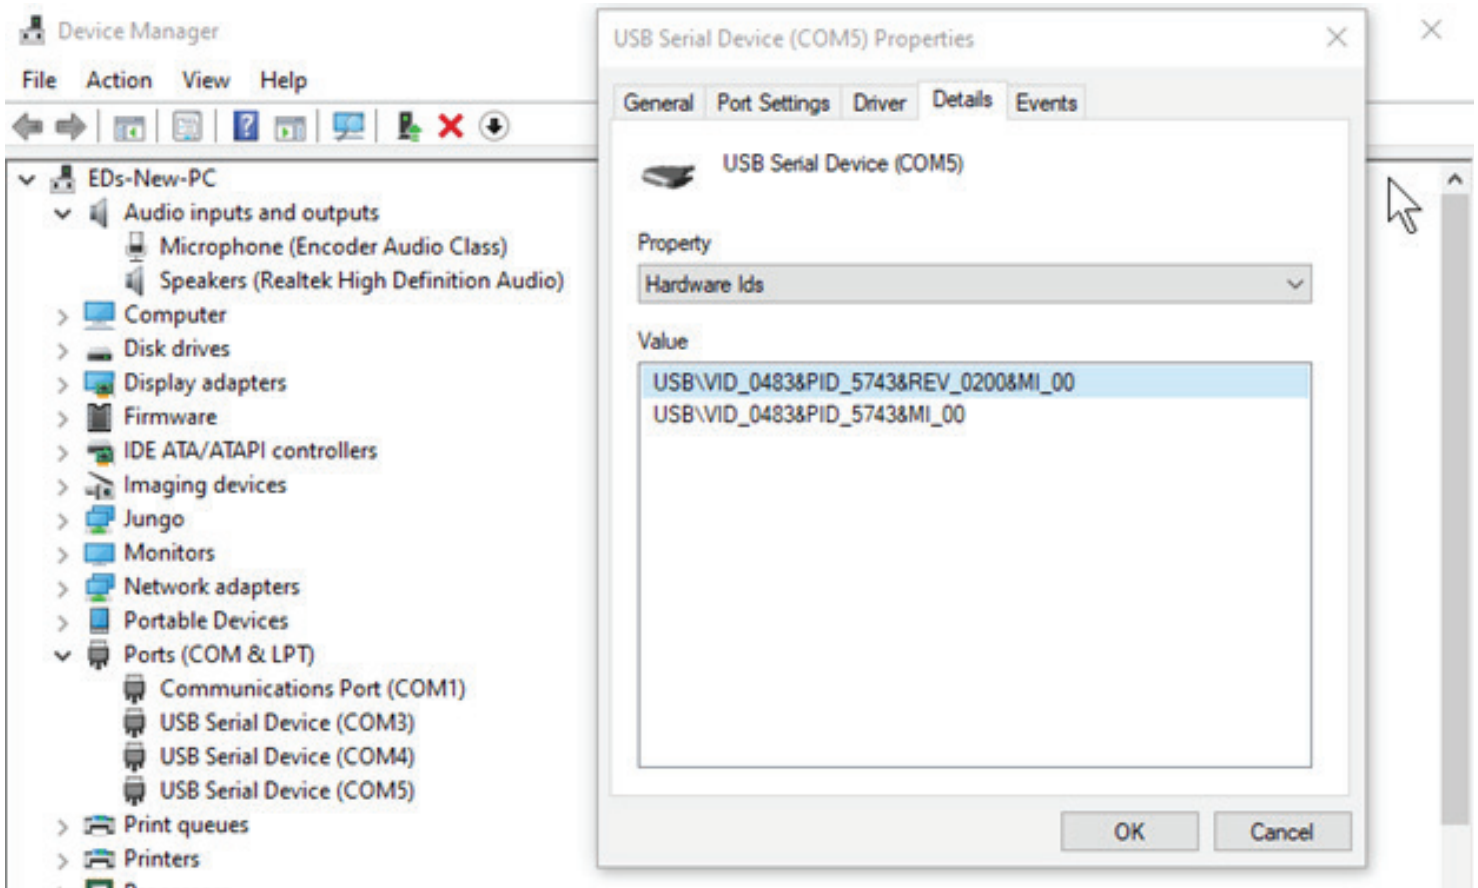 Device Manager
File Action View Help
EDs-New-PC
Audio inputs and outputs
Microphone (Encoder Audio Class)
Speakers (Realtek High Definition Audio)
Computer
Disk drives
Display adapters
Firmware
IDE ATA/ATAPI controllers
Imaging devices
Jungo
Monitors
Network adapters
Portable Devices
Ports (COM & LPT)
Communications Port (COM1)
USB Serial Device (COM3)
USB Serial Device (COM4)
USB Serial Device (COM5)
Print queues
Printers
USB Serial Device (COM5) Properties
General Port Settings Driver Details Events
USB Serial Device (COM5)
Property
Hardware Ids
Value
USB\VID_0483&PID_5743&REV_0200&MI_00
USB\VID_0483&PID_5743&MI_00
OK Cancel